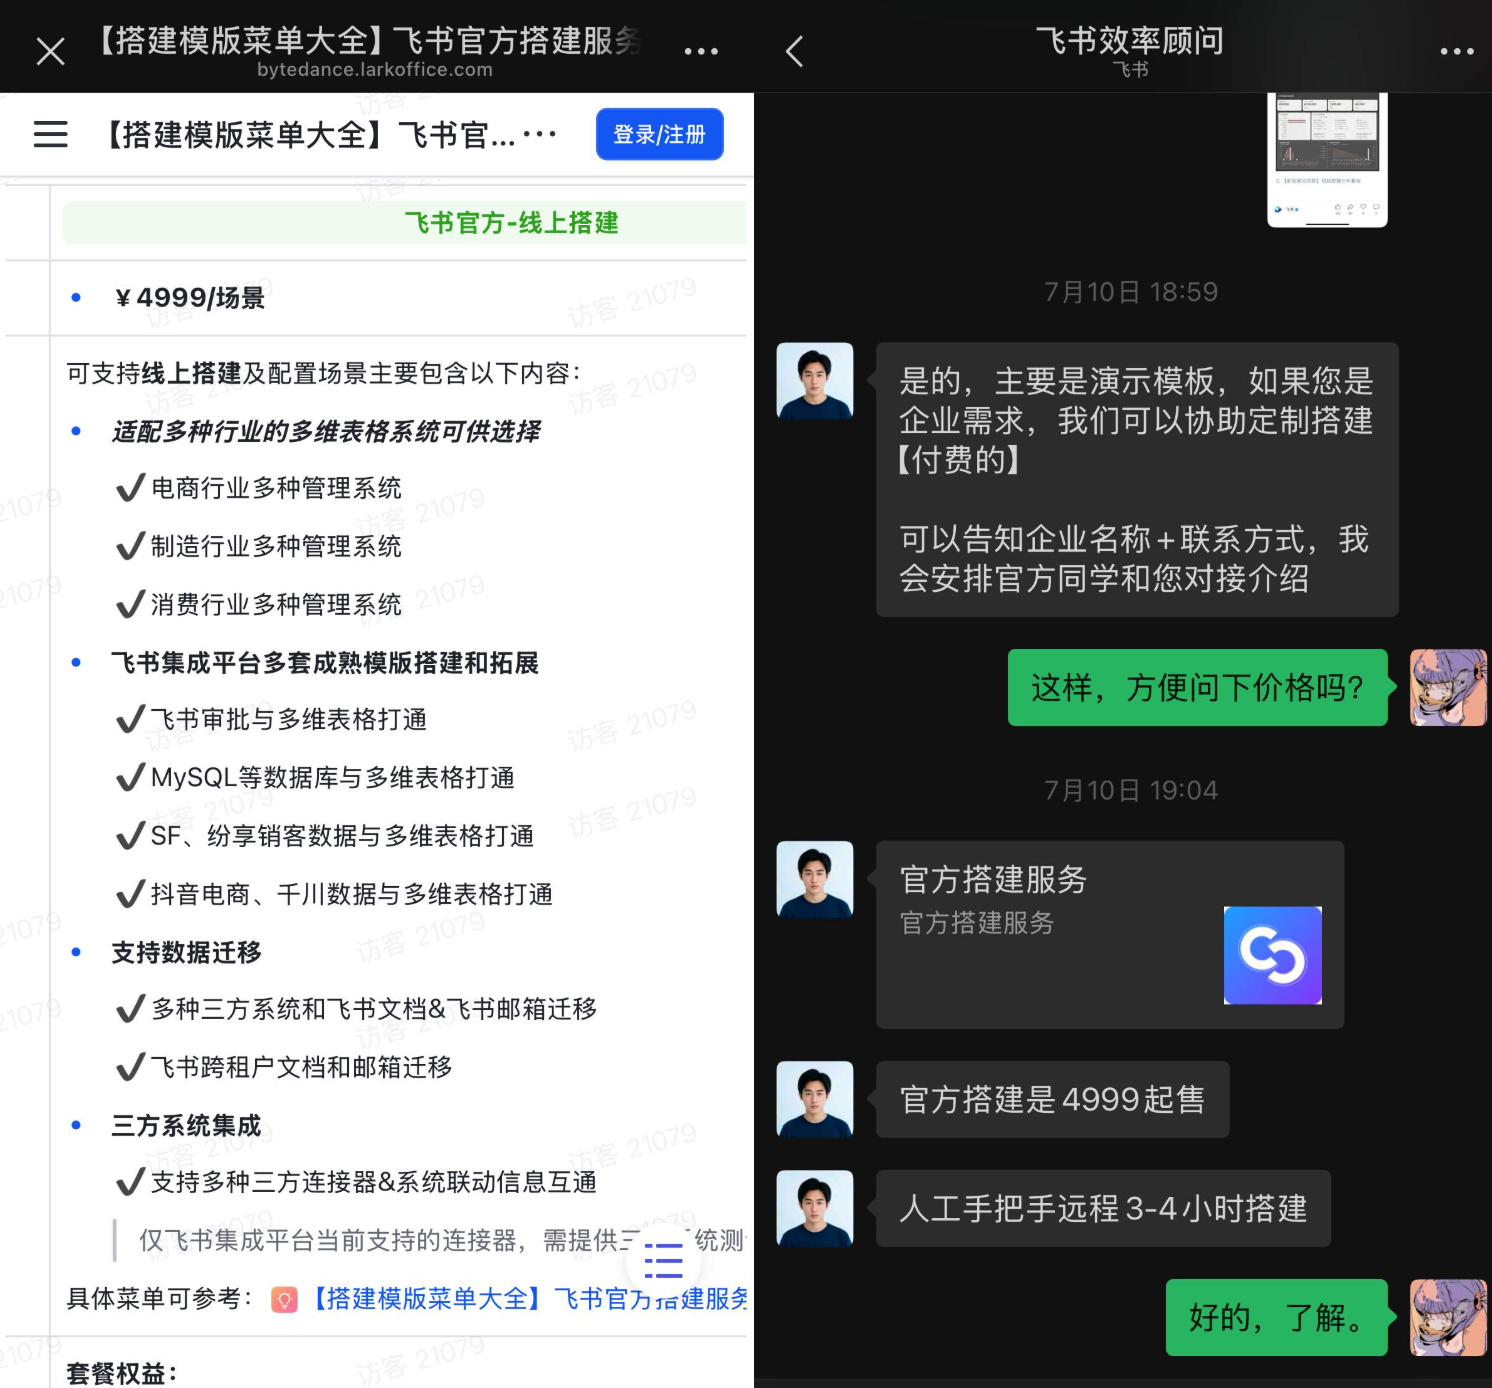 【搭建模版菜单大全】飞书官方搭建服务
bytedance.larkoffice.com
【搭建模版菜单大全】飞书官...
登录/注册
飞书官方-线上搭建
¥4999/场景
可支持线上搭建及配置场景主要包含以下内容：
适配多种行业的多维表格系统可供选择
✔电商行业多种管理系统
✔制造行业多种管理系统
✔消费行业多种管理系统
飞书集成平台多套成熟模版搭建和拓展
✔飞书审批与多维表格打通
✔MySQL等数据库与多维表格打通
✔SF、纷享销客数据与多维表格打通
✔抖音电商、千川数据与多维表格打通
支持数据迁移
✔多种三方系统和飞书文档&飞书邮箱迁移
✔飞书跨租户文档和邮箱迁移
三方系统集成
✔支持多种三方连接器&系统联动信息互通
仅飞书集成平台当前支持的连接器，需提供三 统测
具体菜单可参考：【搭建模版菜单大全】飞书官方搭建服务
套餐权益：
访客 21079
飞书效率顾问
飞书
7月10日 18:59
是的，主要是演示模板，如果您是
企业需求，我们可以协助定制搭建
【付费的】
可以告知企业名称+联系方式，我
会安排官方同学和您对接介绍
这样，方便问下价格吗?
7月10日 19:04
官方搭建服务
官方搭建服务
官方搭建是4999起售
人工手把手远程3-4小时搭建
好的，了解。